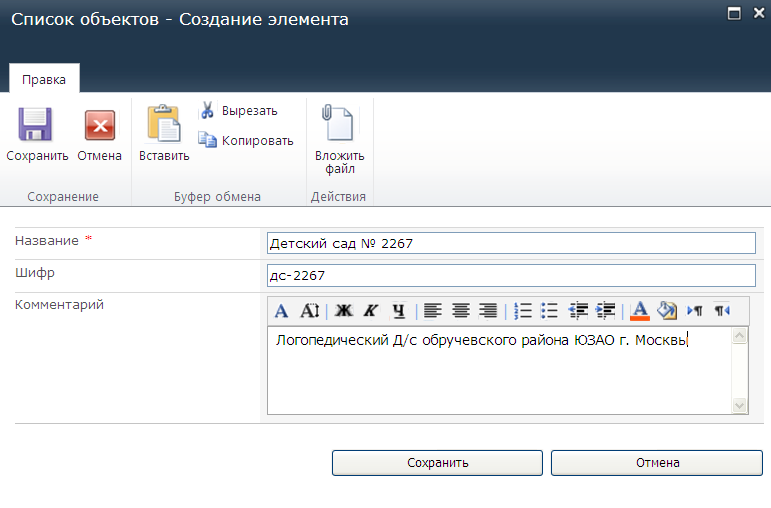 Список объектов - Создание элемента
Правка
Сохранить
Отмена
Вставить
Вырезать
Копировать
Вложить
файл
Сохранение
Буфер обмена
Действия
Название *
Детский сад № 2267
Шифр
дс-2267
Комментарий
А А Ж К Ч А
Логопедический Д/с обручевского района ЮЗАО г. Москвы
Сохранить
Отмена